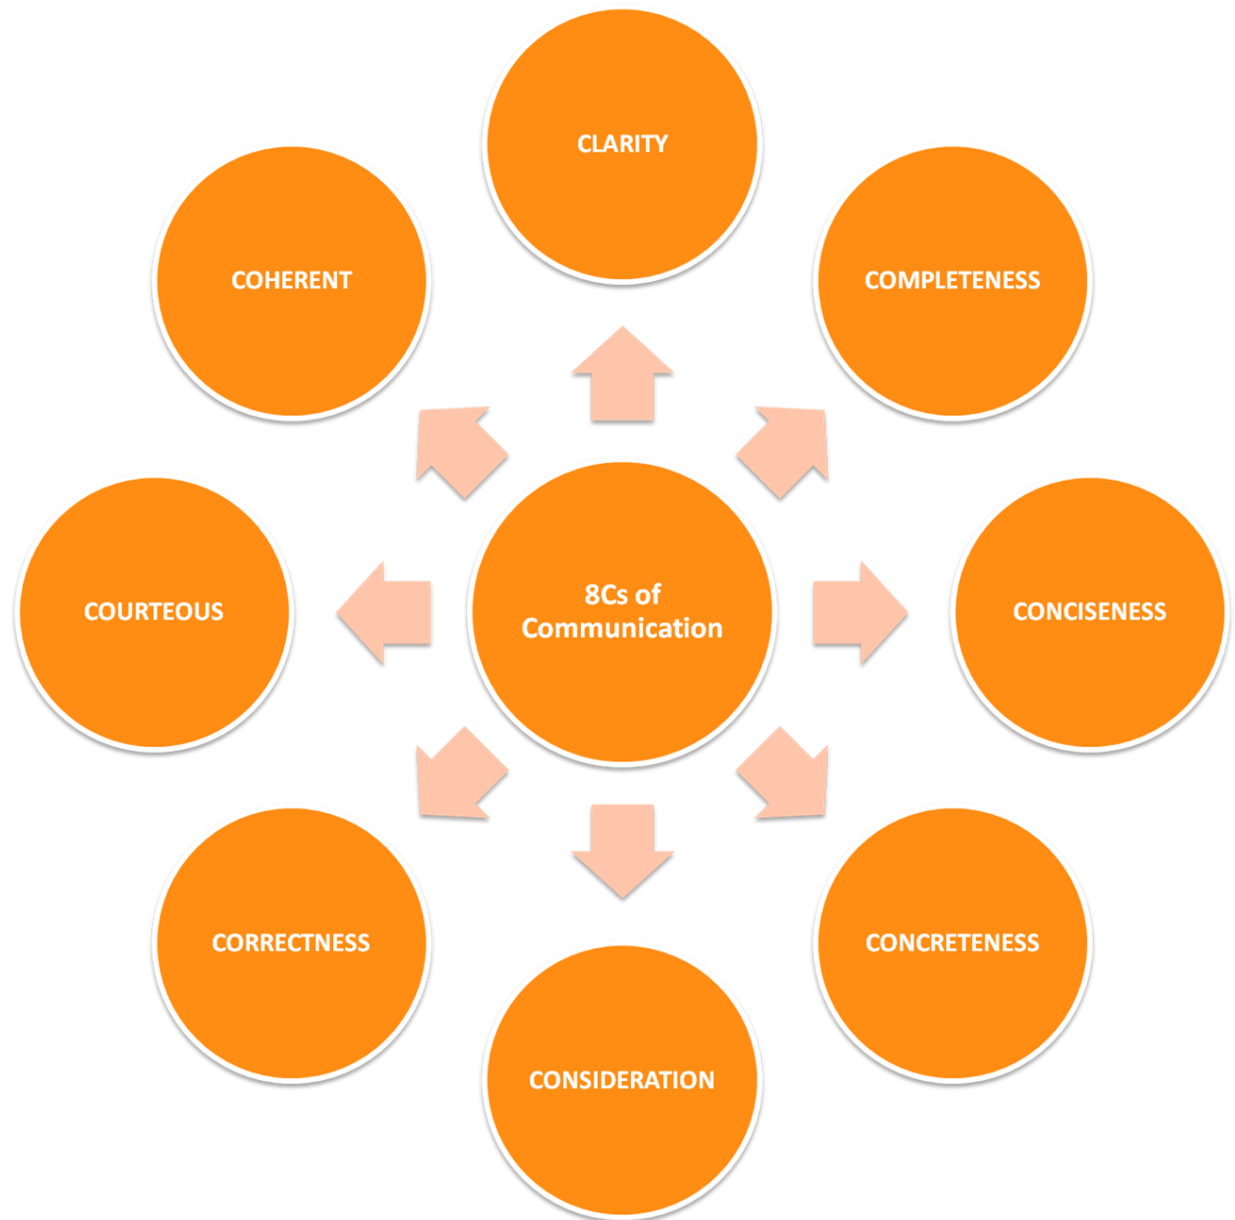 CLARITY
COMPLETENESS
CONCISENESS
CONCRETENESS
CONSIDERATION
CORRECTNESS
COURTEOUS
COHERENT
8Cs of
Communication